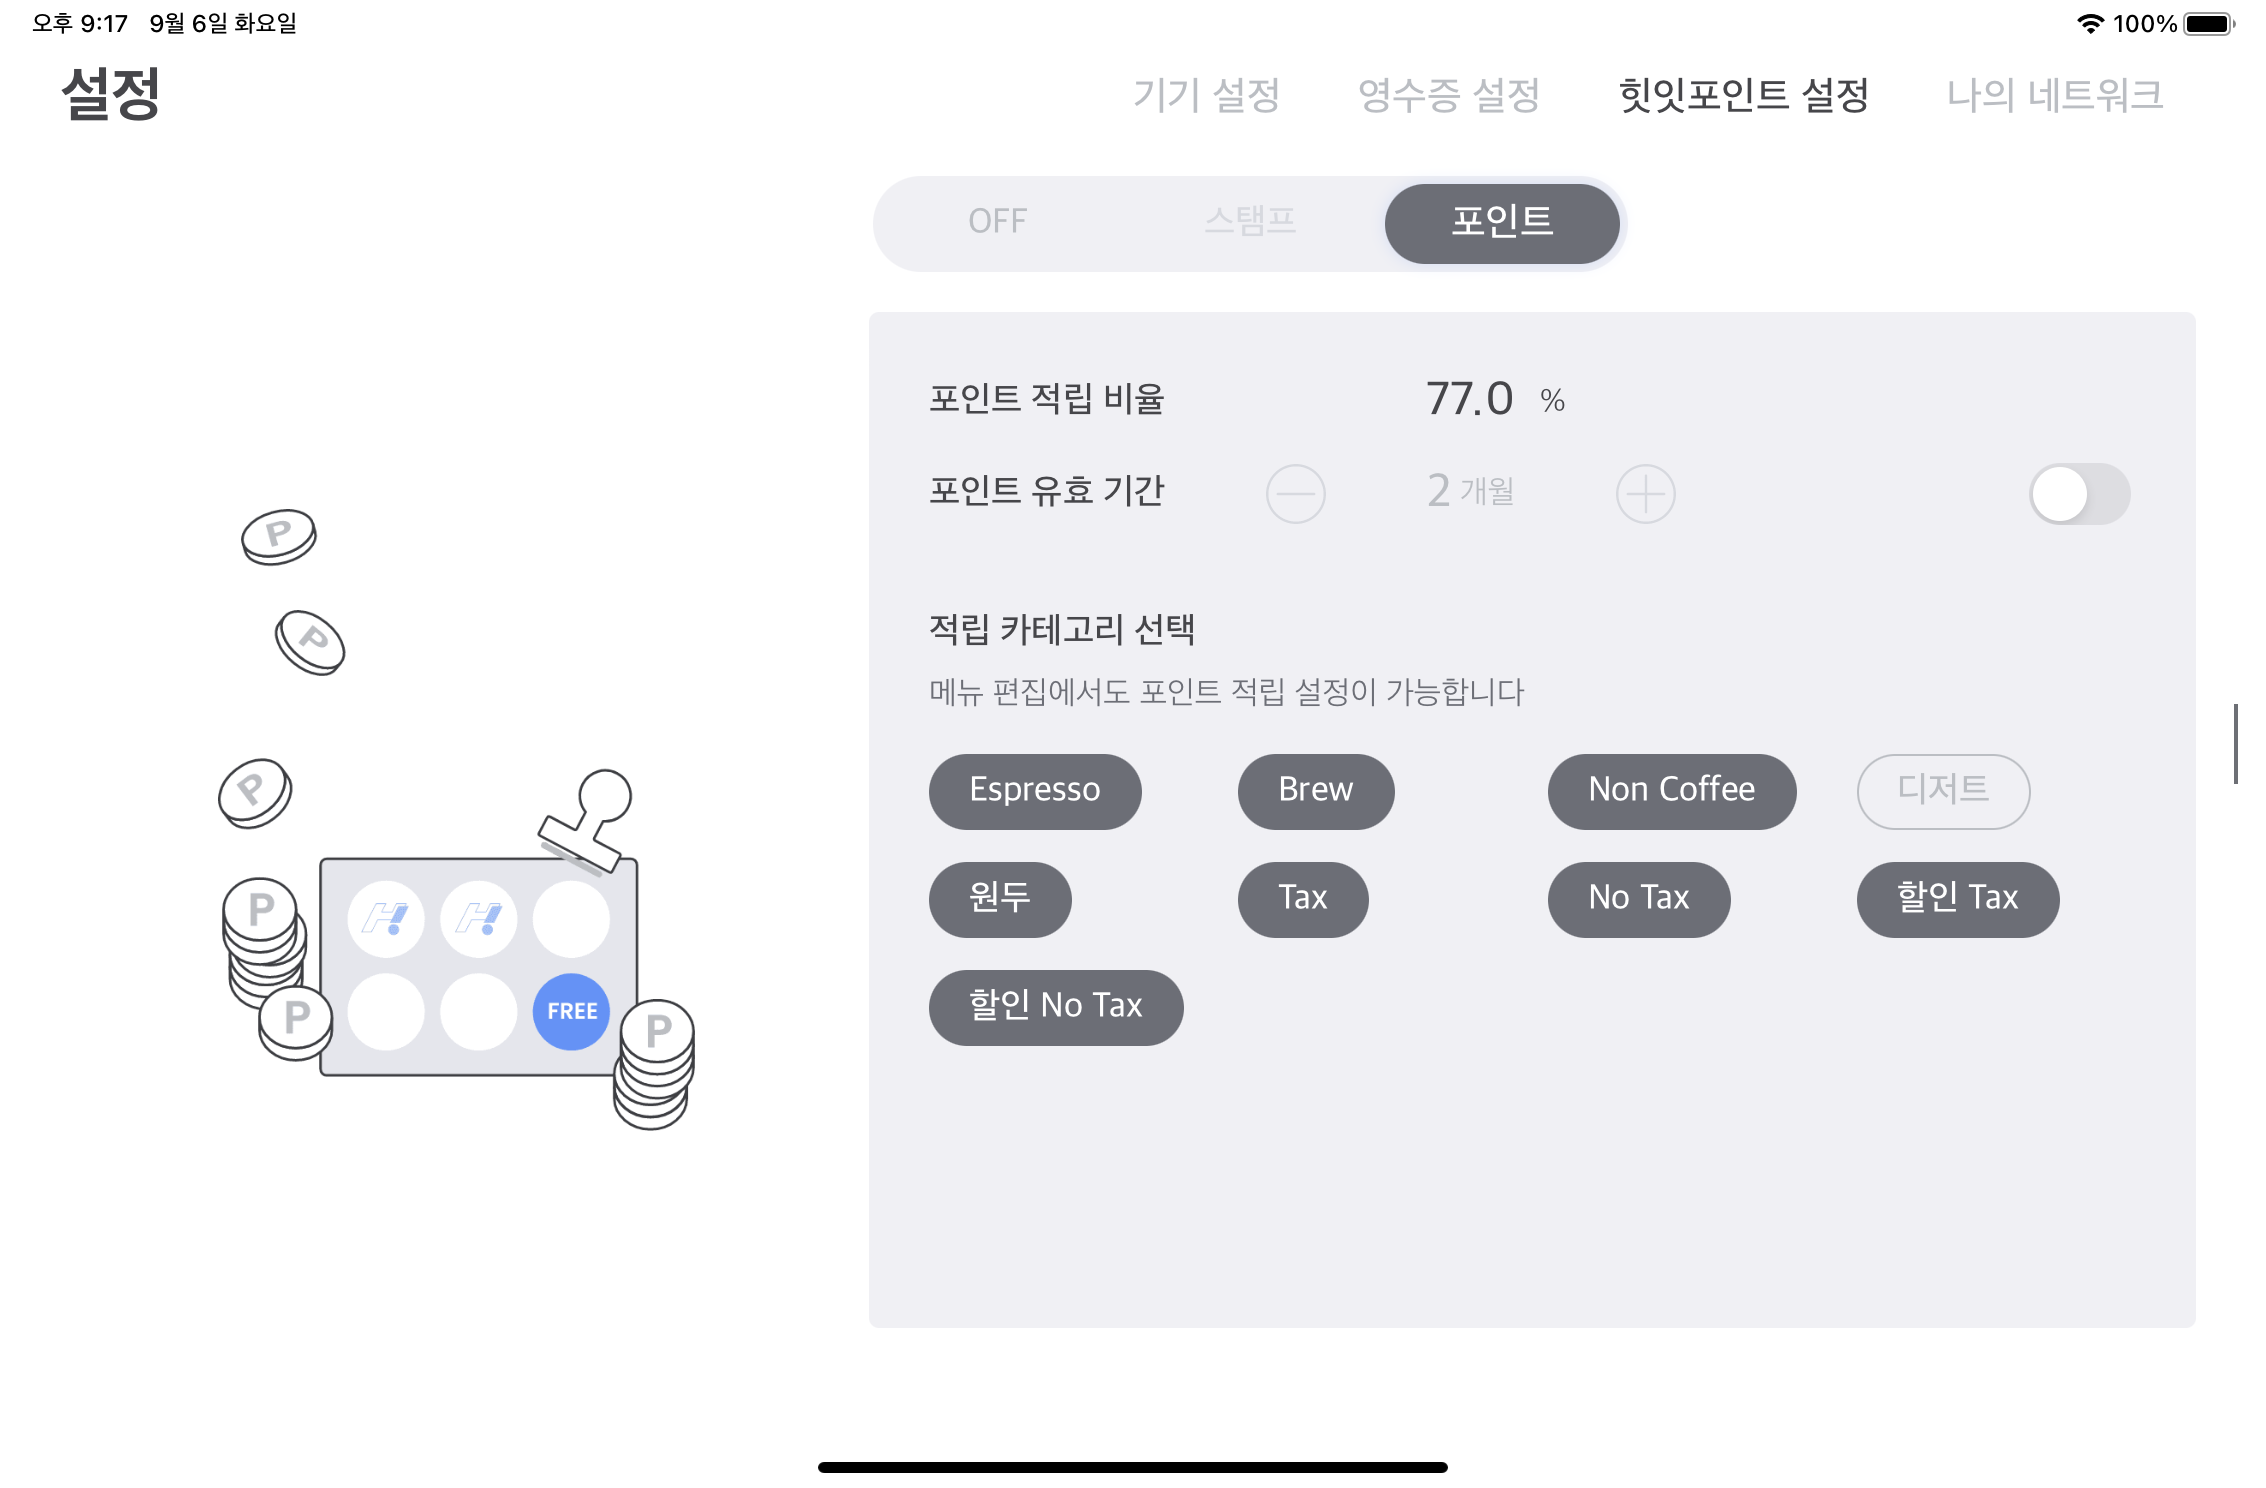 오후 9:17 9월 6일 화요일
100%
설정
기기 설정 영수증 설정 힛잇포인트 설정 나의 네트워크
OFF 스탬프 포인트
포인트 적립 비율 77.0 %
포인트 유효 기간 2 개월
적립 카테고리 선택
메뉴 편집에서도 포인트 적립 설정이 가능합니다
Espresso Brew Non Coffee 디저트
원두 Tax No Tax 할인 Tax
할인 No Tax
P
P
P
P
P
FREE
P